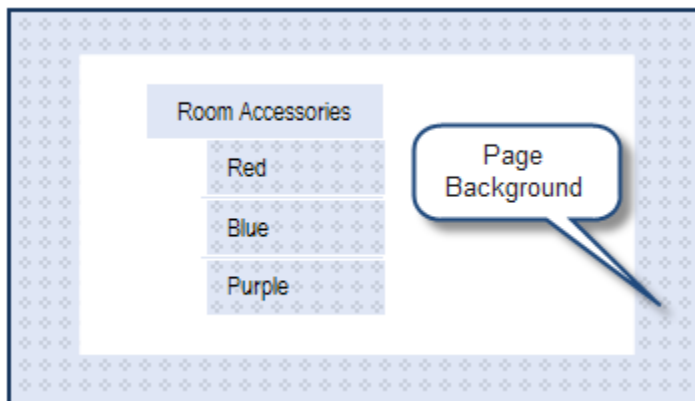 Room Accessories
Red
Blue
Purple
Page
Background